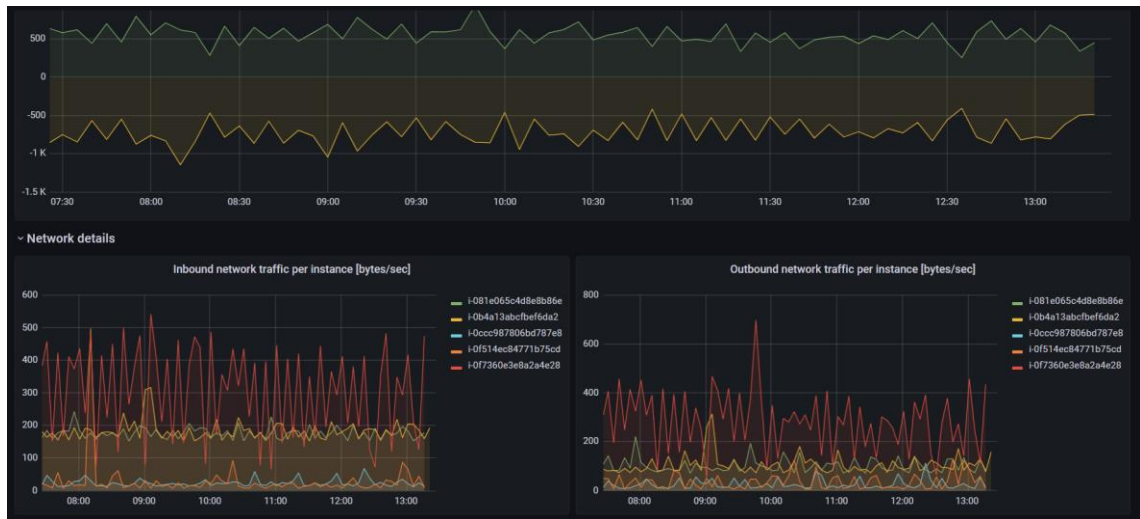 500
0
-500
-1 K
-1.5 K
07:30 08:00 08:30 09:00 09:30 10:00 10:30 11:00 11:30 12:00 12:30 13:00
Network details
Inbound network traffic per instance [bytes/sec]
600
500
400
300
200
100
0
08:00 09:00 10:00 11:00 12:00 13:00
i-081e065c4d8e8b86e
i-0b4a13abcfbef6da2
i-0ccc987806bd787e8
i-0f514ec84771b75cd
i-0f7360e3e8a2a4e28
Outbound network traffic per instance [bytes/sec]
800
600
400
200
0
08:00 09:00 10:00 11:00 12:00 13:00
i-081e065c4d8e8b86e
i-0b4a13abcfbef6da2
i-0ccc987806bd787e8
i-0f514ec84771b75cd
i-0f7360e3e8a2a4e28